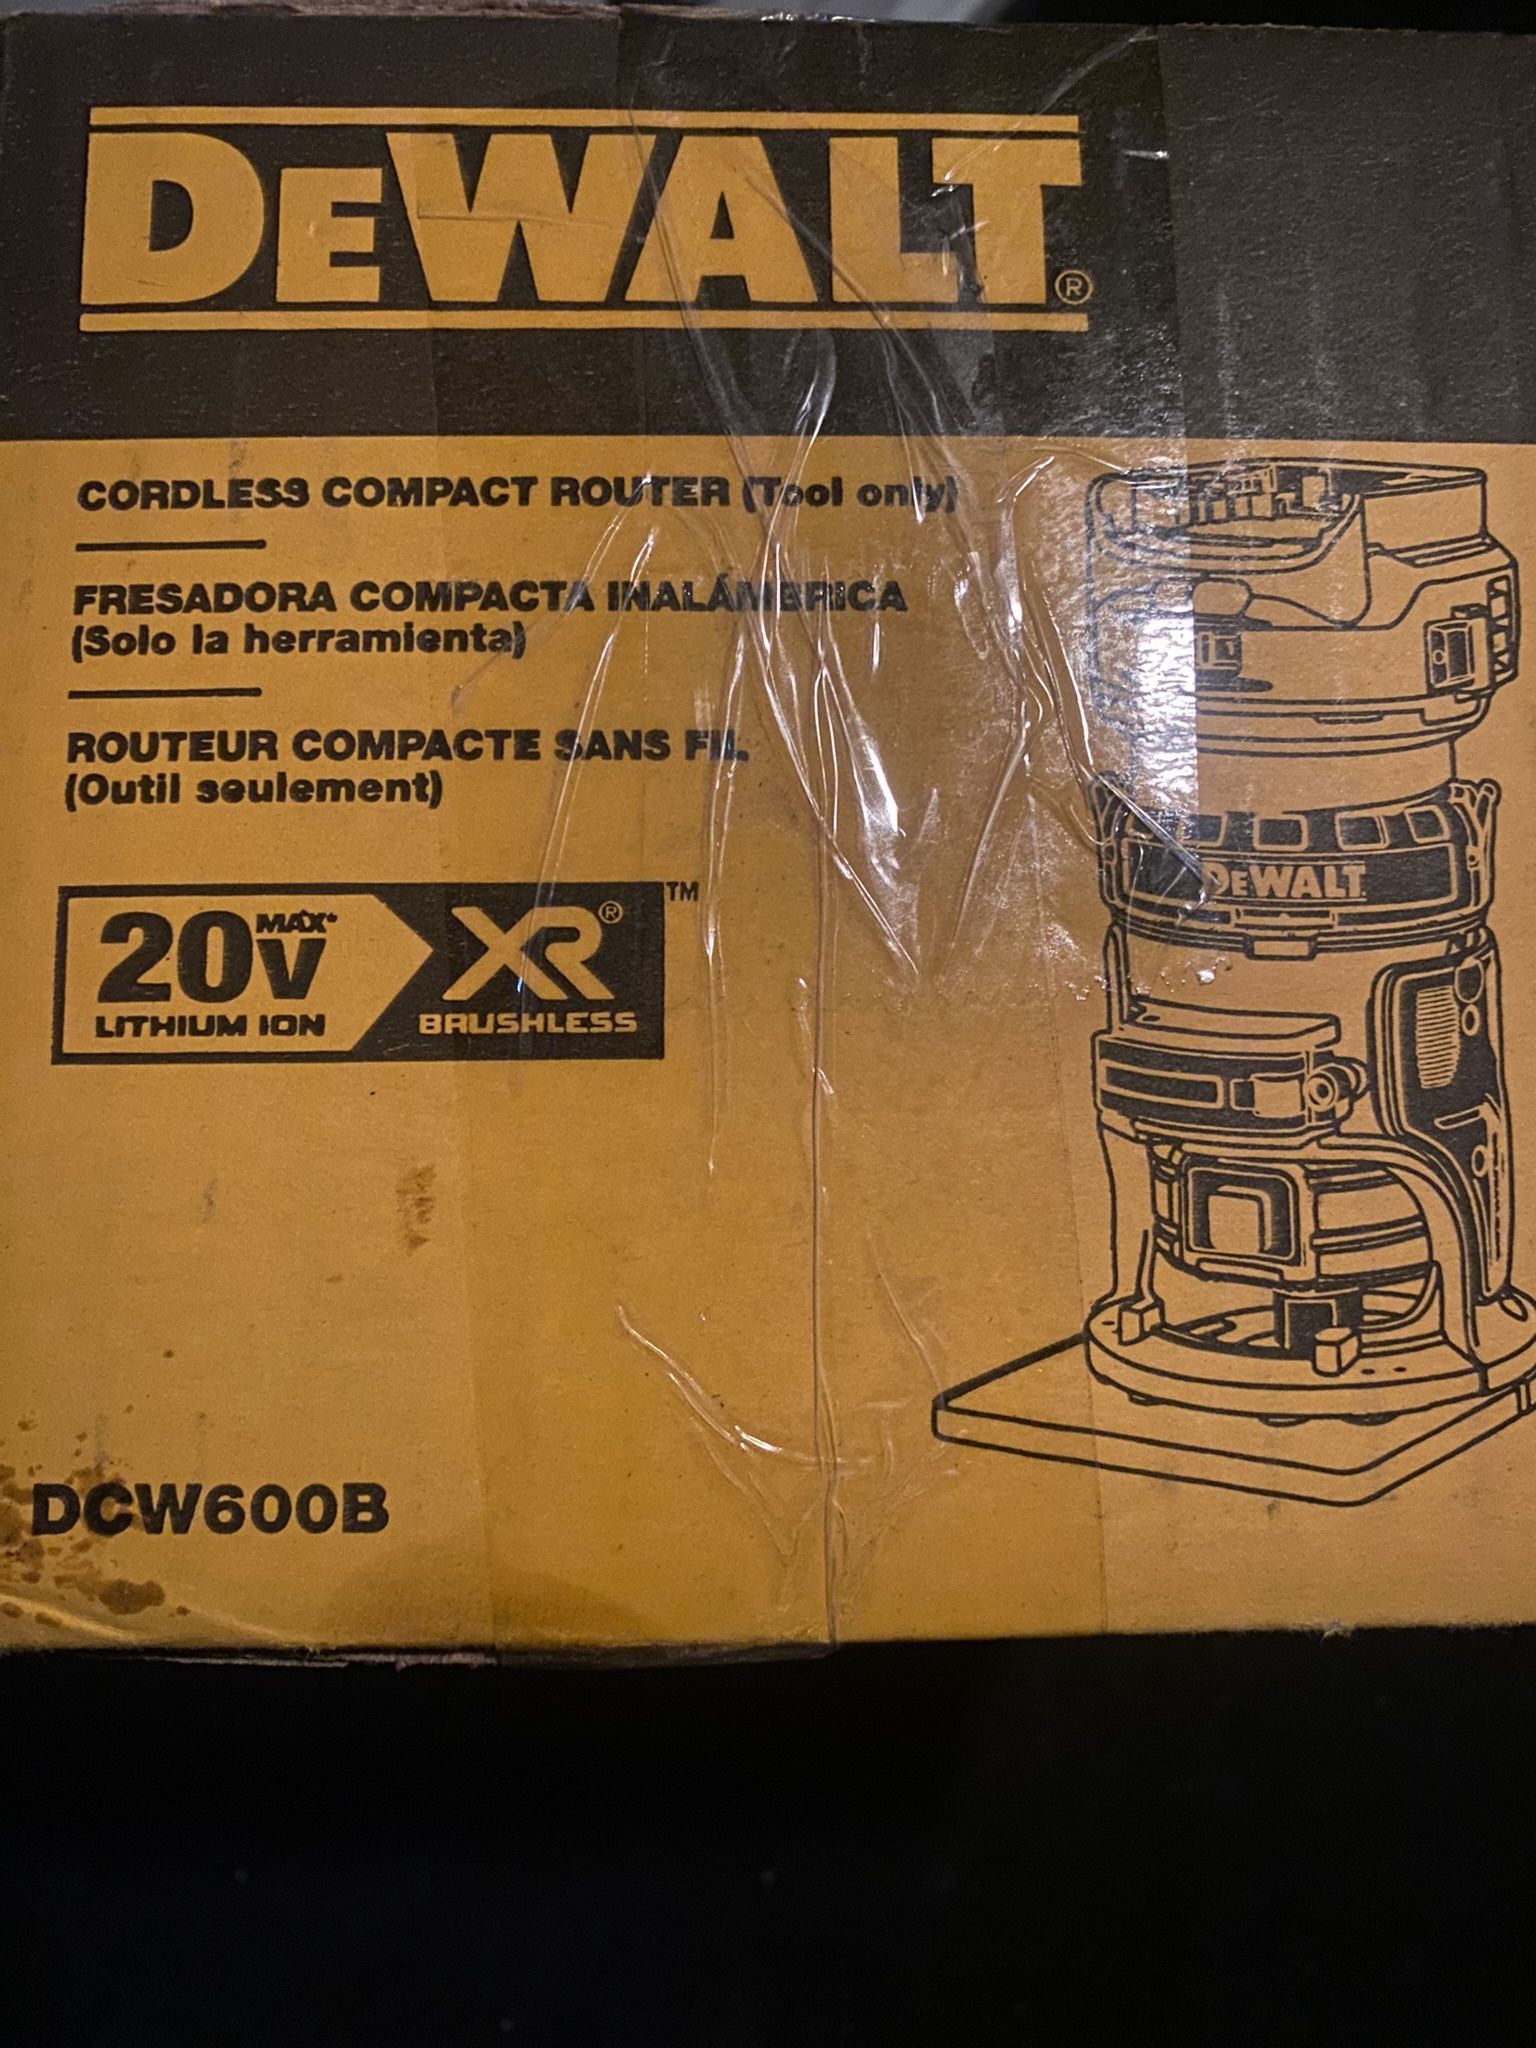 DEWALT®
CORDLESS COMPACT ROUTER (Tool only)
FRESADORA COMPACTA INALÁMBRICA
(Solo la herramienta)
ROUTEUR COMPACTE SANS FIL
(Outil seulement)
20V MAX* XR® ™
LITHIUM ION BRUSHLESS
DEWALT
DCW600B